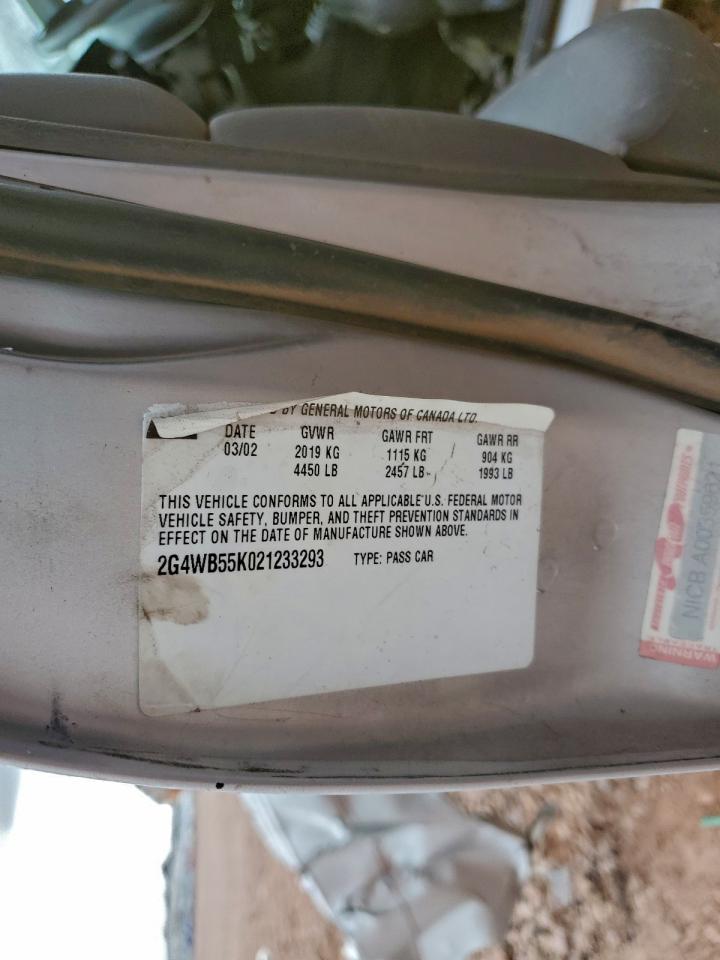 BY GENERAL MOTORS OF CANADA LTD.
DATE GVWR GAWR FRT GAWR RR
03/02 2019 KG 1115 KG 904 KG
4450 LB 2457 LB 1993 LB
THIS VEHICLE CONFORMS TO ALL APPLICABLE U.S. FEDERAL MOTOR
VEHICLE SAFETY, BUMPER, AND THEFT PREVENTION STANDARDS IN
EFFECT ON THE DATE OF MANUFACTURE SHOWN ABOVE.
2G4WB55K021233293 TYPE: PASS CAR
NICB
WARNING